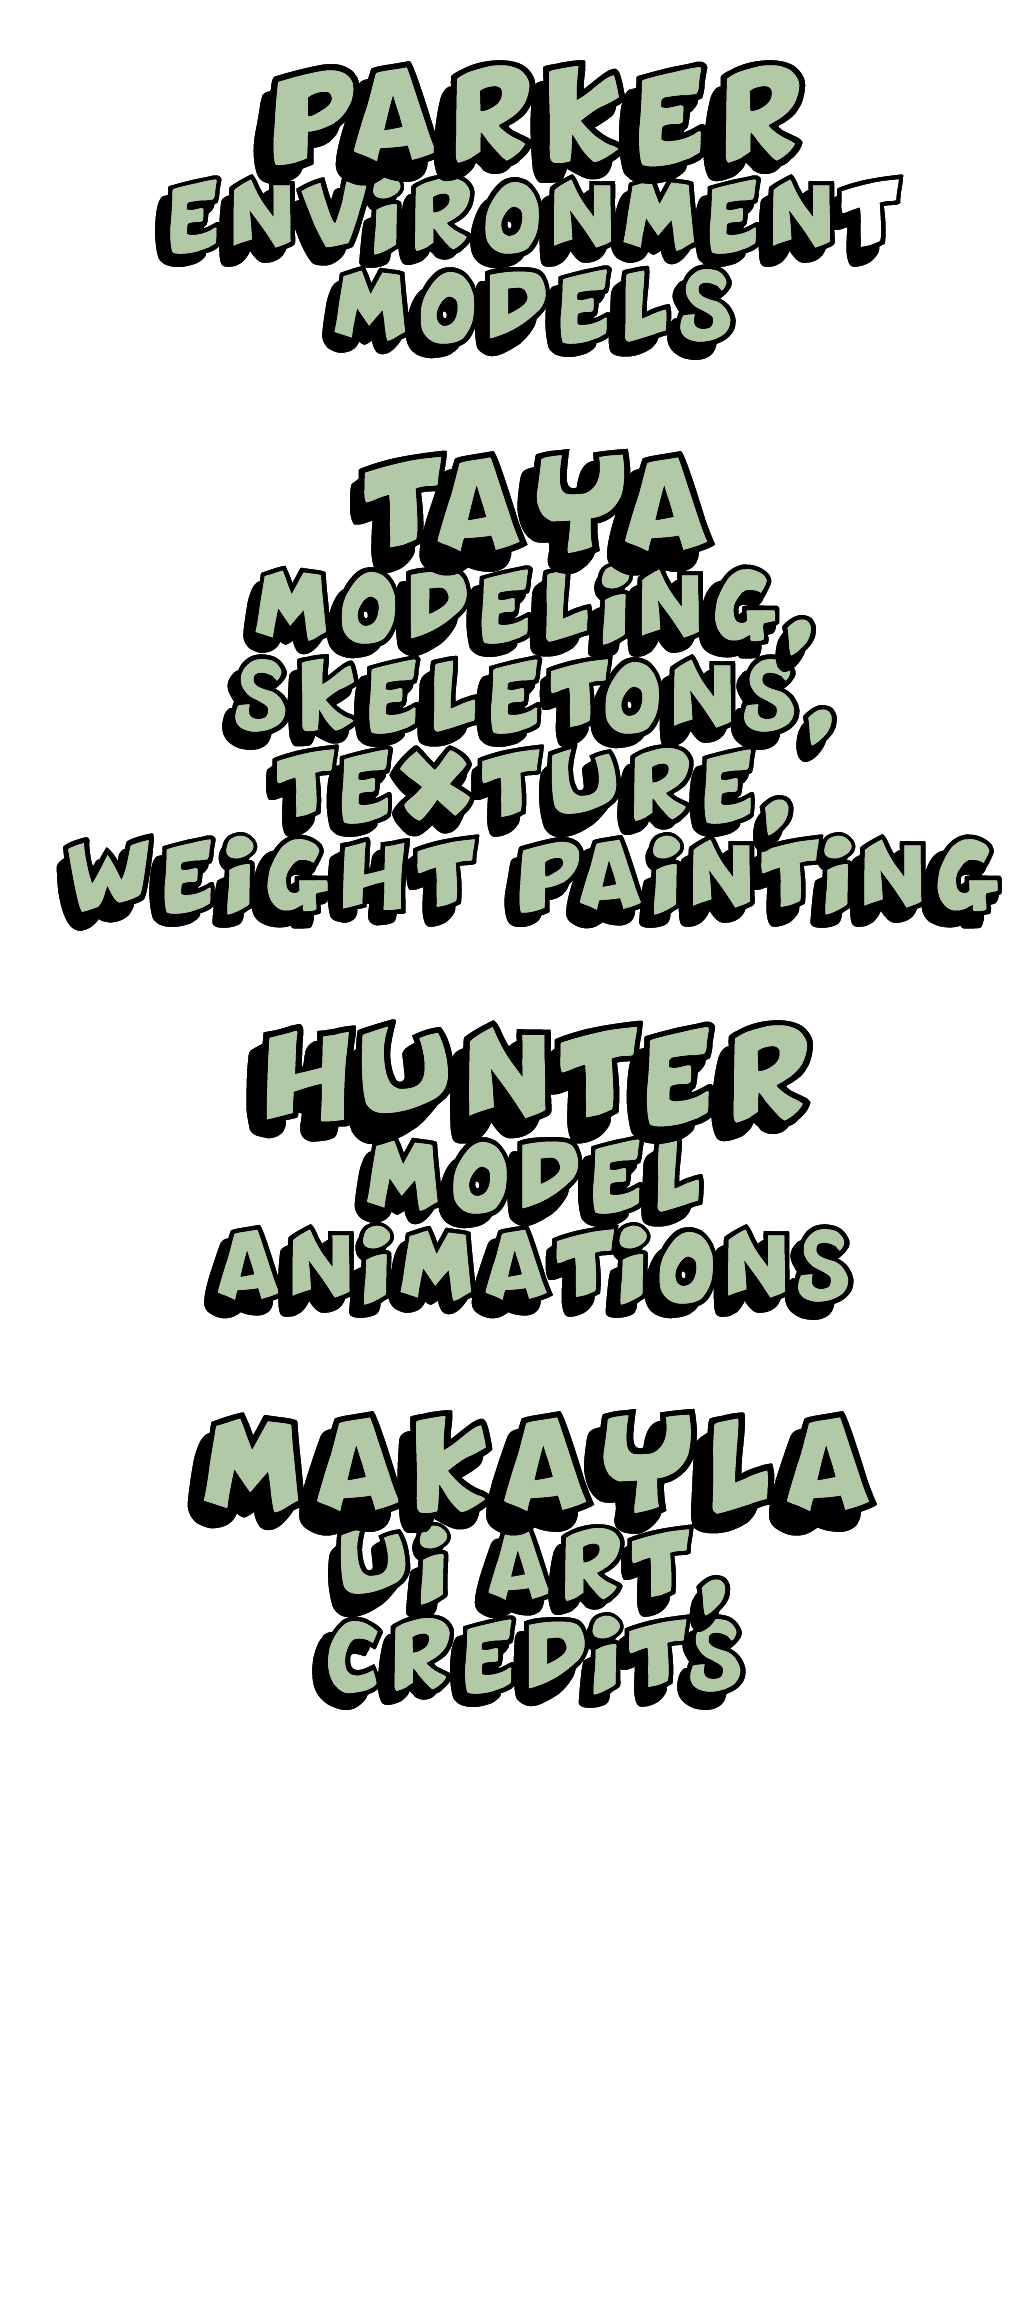 PARKER
ENViRONMENT
MODELS
TAYA
MODELiNG,
SKELETONS,
TEXTURE,
WEiGHT PAiNTiNG
HUNTER
MODEL
ANiMATiONS
MAKAYLA
Ui ART,
CREDiTS